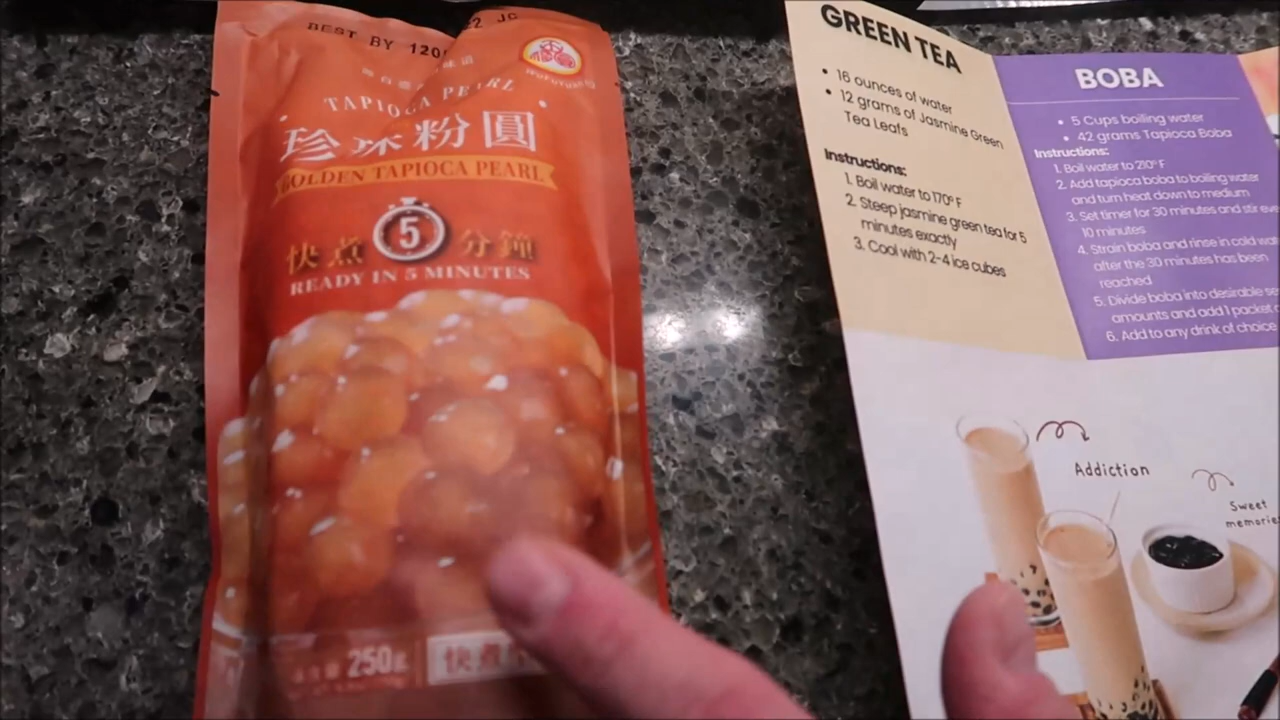 BEST BY
TAPIOCA PEARL
珍珠粉圓
GOLDEN TAPIOCA PEARL
5
快煮 分鐘
READY IN 5 MINUTES
250g
快煮
GREEN TEA
• 16 ounces of water
• 12 grams of Jasmine Green
Tea Leafs
Instructions:
1. Boil water to 170° F
2. Steep jasmine green tea for 5
minutes exactly
3. Cool with 2-4 ice cubes
BOBA
• 5 Cups boiling water
• 42 grams Tapioca Boba
Instructions:
1. Boil water to 210° F
2. Add tapioca boba to boiling water
and turn heat down to medium
3. Set timer for 30 minutes and stir
10 minutes
4. Strain boba and rinse in cold
after the 30 minutes has been
reached
5. Divide boba into desirable
amounts and add 1 packet
6. Add to any drink of choice
Addiction
Sweet
memories